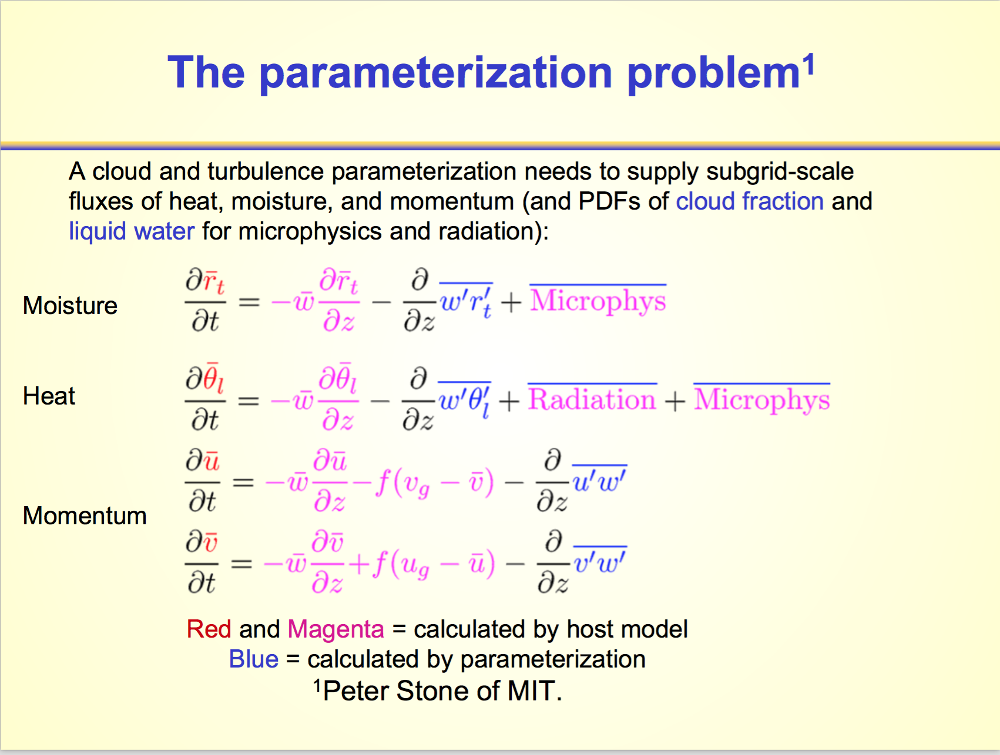 The parameterization problem¹
A cloud and turbulence parameterization needs to supply subgrid-scale
fluxes of heat, moisture, and momentum (and PDFs of cloud fraction and
liquid water for microphysics and radiation):
Moisture $\frac{\partial \bar{r}_t}{\partial t} = -\bar{w}\frac{\partial \bar{r}_t}{\partial z} - \frac{\partial}{\partial z}\overline{w'r_t'} + \overline{\text{Microphys}}$
Heat $\frac{\partial \bar{\theta}_l}{\partial t} = -\bar{w}\frac{\partial \bar{\theta}_l}{\partial z} - \frac{\partial}{\partial z}\overline{w'\theta_l'} + \overline{\text{Radiation}} + \overline{\text{Microphys}}$
Momentum
$\frac{\partial \bar{u}}{\partial t} = -\bar{w}\frac{\partial \bar{u}}{\partial z} - f(v_g - \bar{v}) - \frac{\partial}{\partial z}\overline{u'w'}$
$\frac{\partial \bar{v}}{\partial t} = -\bar{w}\frac{\partial \bar{v}}{\partial z} + f(u_g - \bar{u}) - \frac{\partial}{\partial z}\overline{v'w'}$
Red and Magenta = calculated by host model
Blue = calculated by parameterization
¹Peter Stone of MIT.